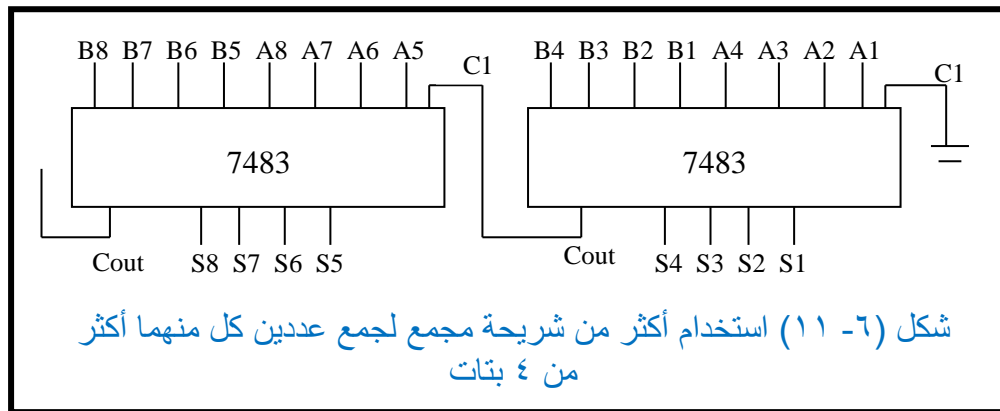 B8 B7 B6 B5 A8 A7 A6 A5 C1 B4 B3 B2 B1 A4 A3 A2 A1 C1
7483 7483
Cout S8 S7 S6 S5 Cout S4 S3 S2 S1
شكل (٦- ١١) استخدام أكثر من شريحة مجمع لجمع عددين كل منهما أكثر
من ٤ بتات